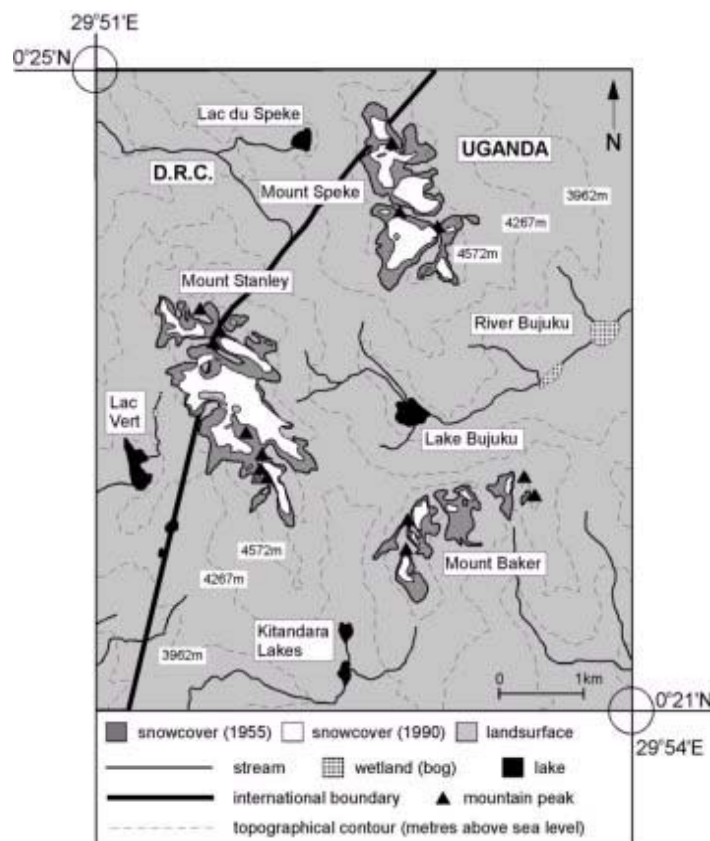 29°51'E
0°25'N
Lac du Speke
D.R.C.
UGANDA
N
Mount Speke
3962m
4267m
4572m
Mount Stanley
River Bujuku
Lac
Vert
Lake Bujuku
4572m
Mount Baker
4267m
Kitandara
Lakes
3962m
0 1km
0°21'N
29°54'E
snowcover (1955) snowcover (1990) landsurface
stream wetland (bog) lake
international boundary mountain peak
topographical contour (metres above sea level)